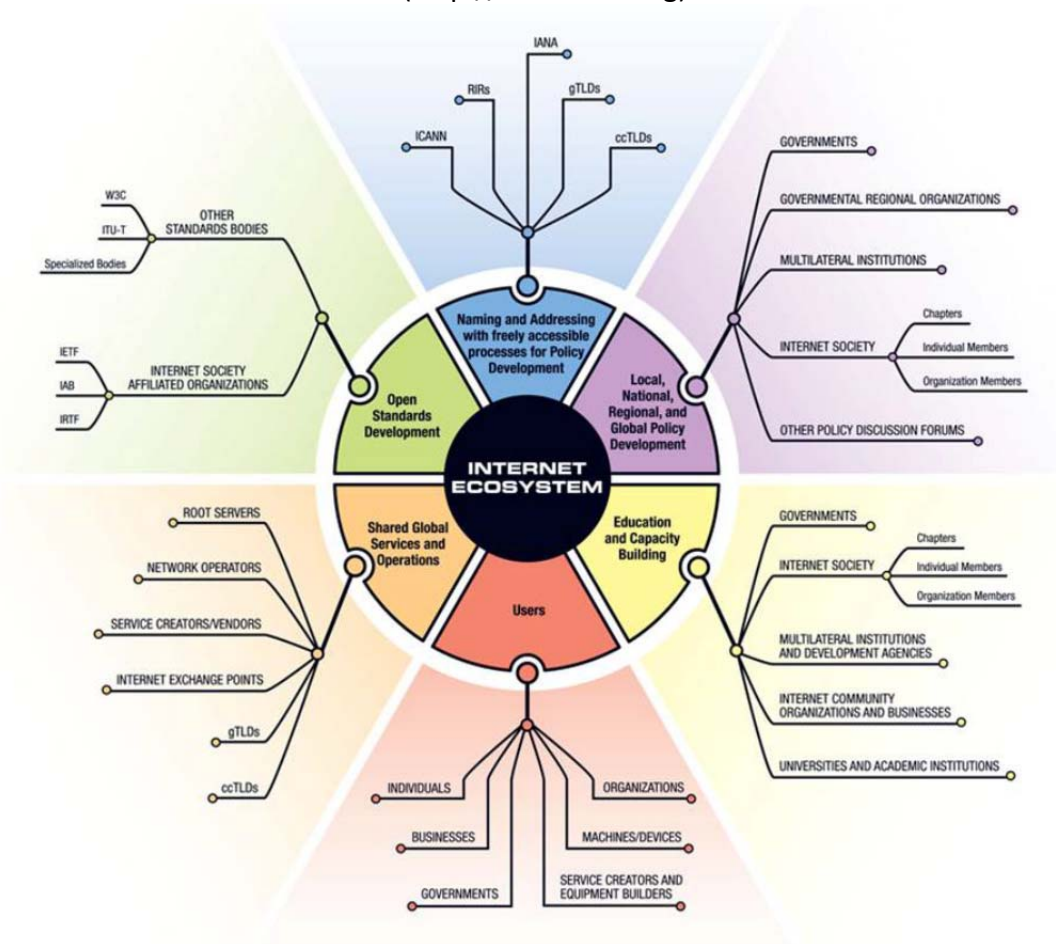 IANA
RIRs
gTLDs
ICANN
ccTLDs
GOVERNMENTS
GOVERNMENTAL REGIONAL ORGANIZATIONS
MULTILATERAL INSTITUTIONS
INTERNET SOCIETY
Chapters
Individual Members
Organization Members
OTHER POLICY DISCUSSION FORUMS
W3C
ITU-T
Specialized Bodies
OTHER
STANDARDS BODIES
IETF
IAB
IRTF
INTERNET SOCIETY
AFFILIATED ORGANIZATIONS
Naming and Addressing
with freely accessible
processes for Policy
Development
Open
Standards
Development
Local,
National,
Regional, and
Global Policy
Development
INTERNET
ECOSYSTEM
Shared Global
Services and
Operations
Education
and Capacity
Building
Users
ROOT SERVERS
NETWORK OPERATORS
SERVICE CREATORS/VENDORS
INTERNET EXCHANGE POINTS
gTLDs
ccTLDs
GOVERNMENTS
INTERNET SOCIETY
Chapters
Individual Members
Organization Members
MULTILATERAL INSTITUTIONS
AND DEVELOPMENT AGENCIES
INTERNET COMMUNITY
ORGANIZATIONS AND BUSINESSES
UNIVERSITIES AND ACADEMIC INSTITUTIONS
INDIVIDUALS
BUSINESSES
GOVERNMENTS
ORGANIZATIONS
MACHINES/DEVICES
SERVICE CREATORS AND
EQUIPMENT BUILDERS